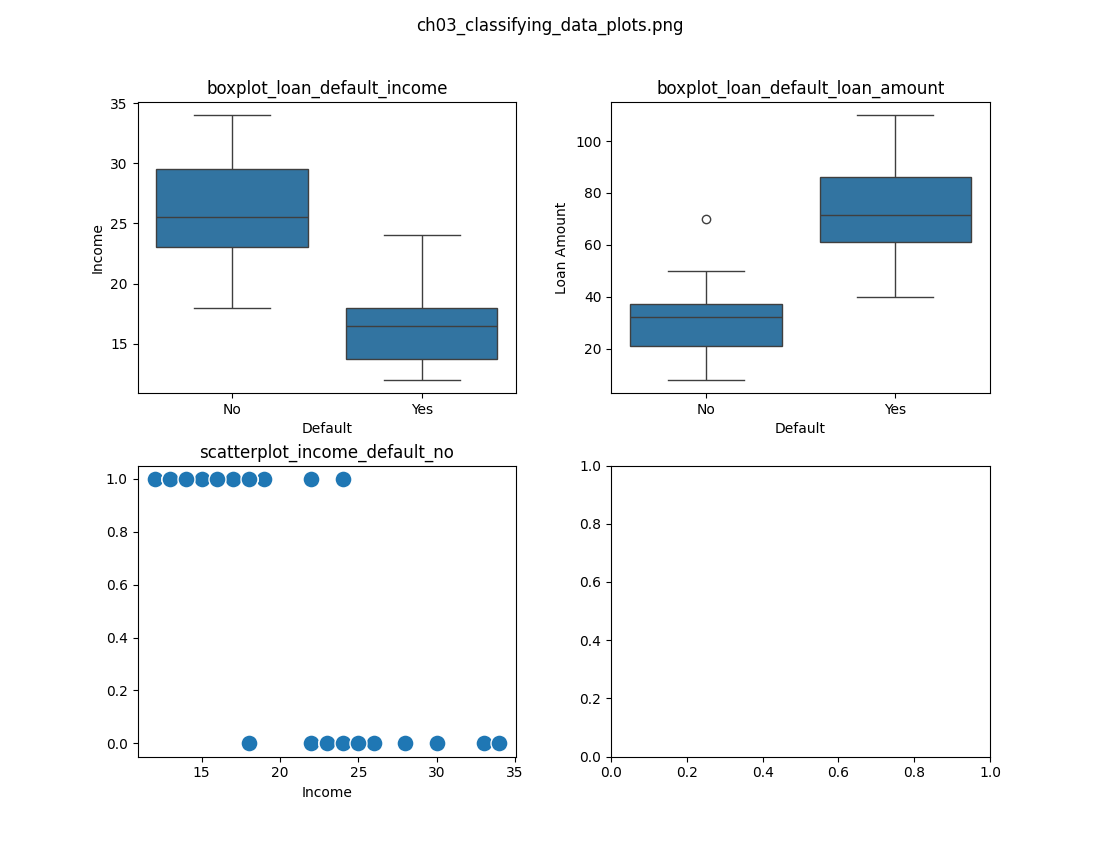 ch03_classifying_data_plots.png
boxplot_loan_default_income
35
30
25
20
15
Income
No
Yes
Default
boxplot_loan_default_loan_amount
100
80
60
40
20
Loan Amount
No
Yes
Default
scatterplot_income_default_no
1.0
0.8
0.6
0.4
0.2
0.0
15
20
25
30
35
Income
1.0
0.8
0.6
0.4
0.2
0.0
0.0
0.2
0.4
0.6
0.8
1.0